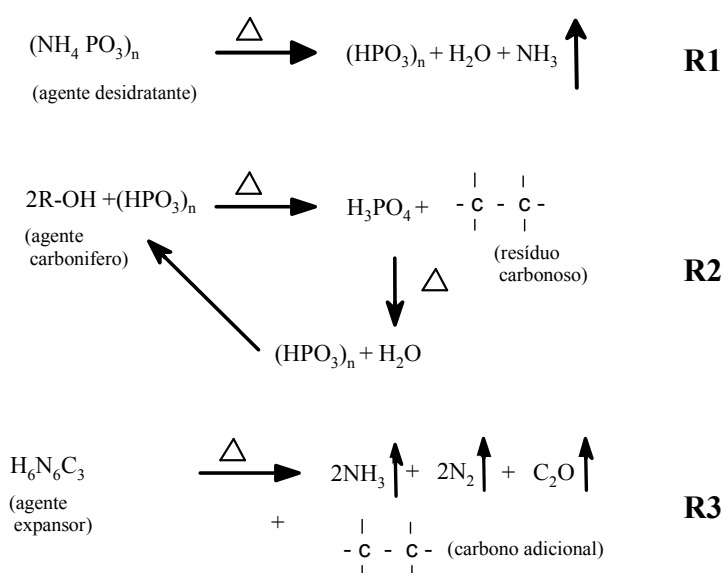 (NH₄ PO₃)ₙ △ (HPO₃)ₙ + H₂O + NH₃ R1
(agente desidratante)
2R-OH +(HPO₃)ₙ △ H₃PO₄ + - C - C -
(agente
carbonifero)
(resíduo
carbonoso)
R2
△
(HPO₃)ₙ + H₂O
H₆N₆C₃ △ 2NH₃ + 2N₂ + C₂O
(agente
expansor)
R3
+
- C - C - (carbono adicional)